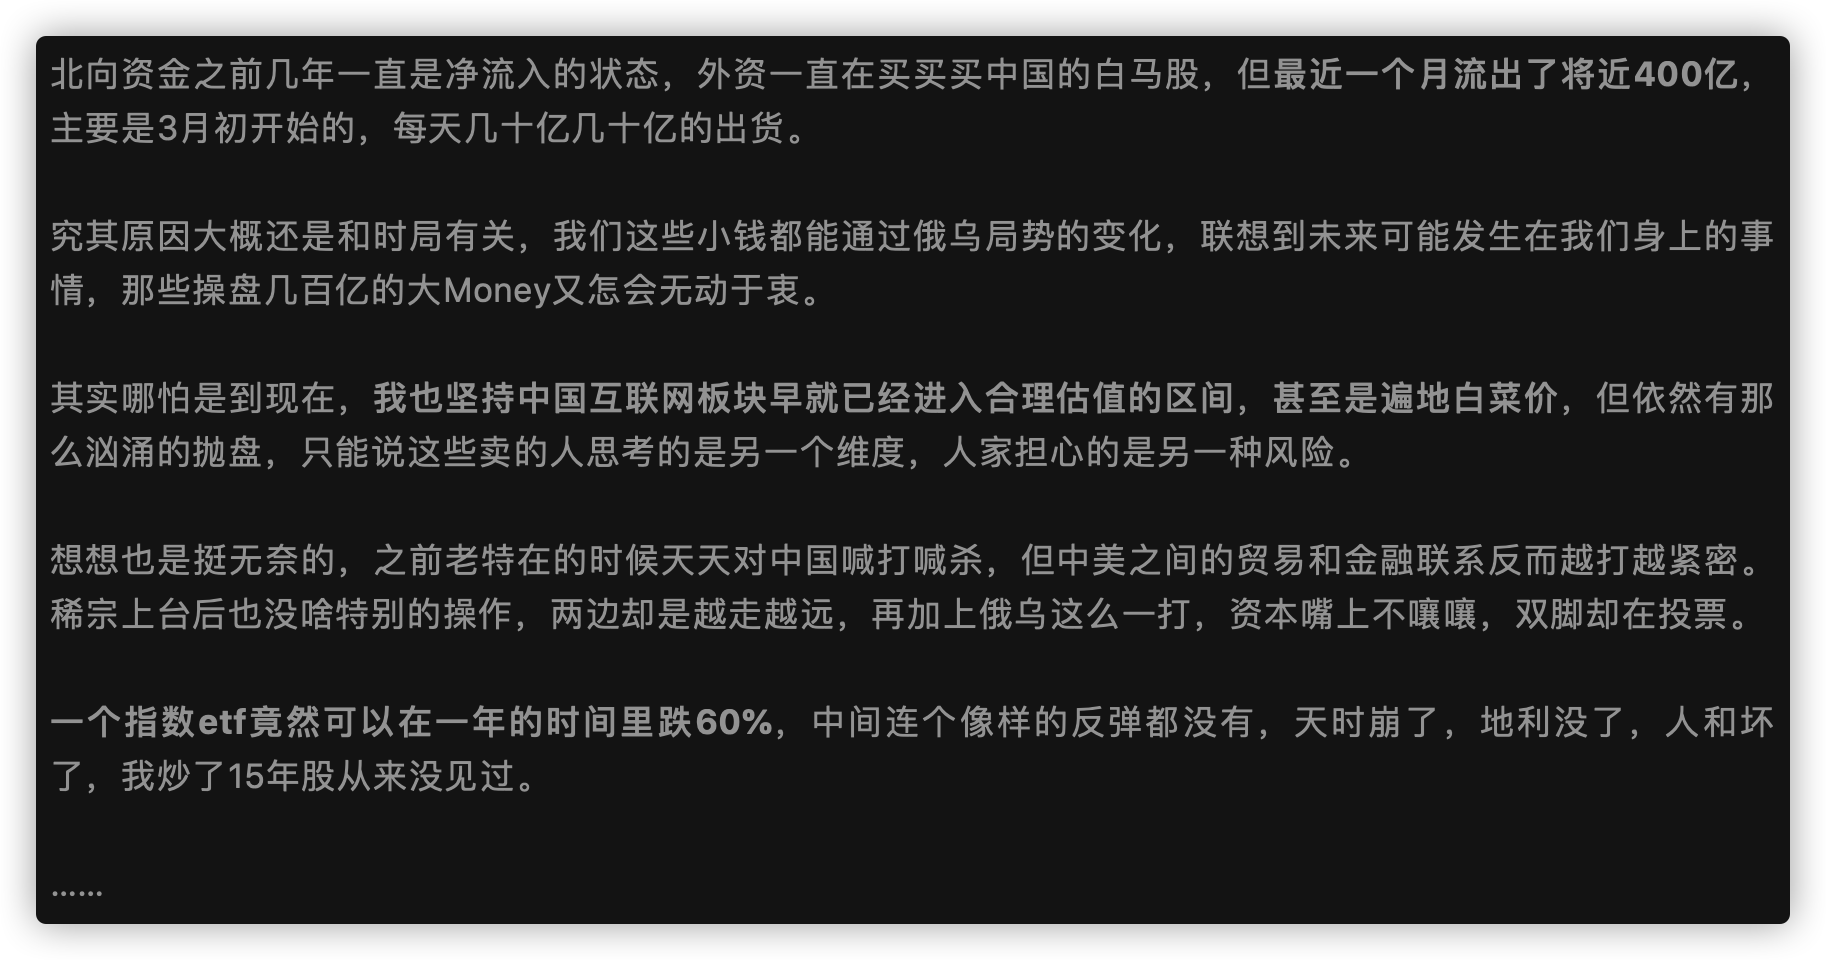 北向资金之前几年一直是净流入的状态，外资一直在买买买中国的白马股，但最近一个月流出了将近400亿，
主要是3月初开始的，每天几十亿几十亿的出货。
究其原因大概还是和时局有关，我们这些小钱都能通过俄乌局势的变化，联想到未来可能发生在我们身上的事
情，那些操盘几百亿的大Money又怎会无动于衷。
其实哪怕是到现在，我也坚持中国互联网板块早就已经进入合理估值的区间，甚至是遍地白菜价，但依然有那
么汹涌的抛盘，只能说这些卖的人思考的是另一个维度，人家担心的是另一种风险。
想想也是挺无奈的，之前老特在的时候天天对中国喊打喊杀，但中美之间的贸易和金融联系反而越打越紧密。
稀宗上台后也没啥特别的操作，两边却是越走越远，再加上俄乌这么一打，资本嘴上不嚷嚷，双脚却在投票。
一个指数etf竟然可以在一年的时间里跌60%，中间连个像样的反弹都没有，天时崩了，地利没了，人和坏
了，我炒了15年股从来没见过。
……